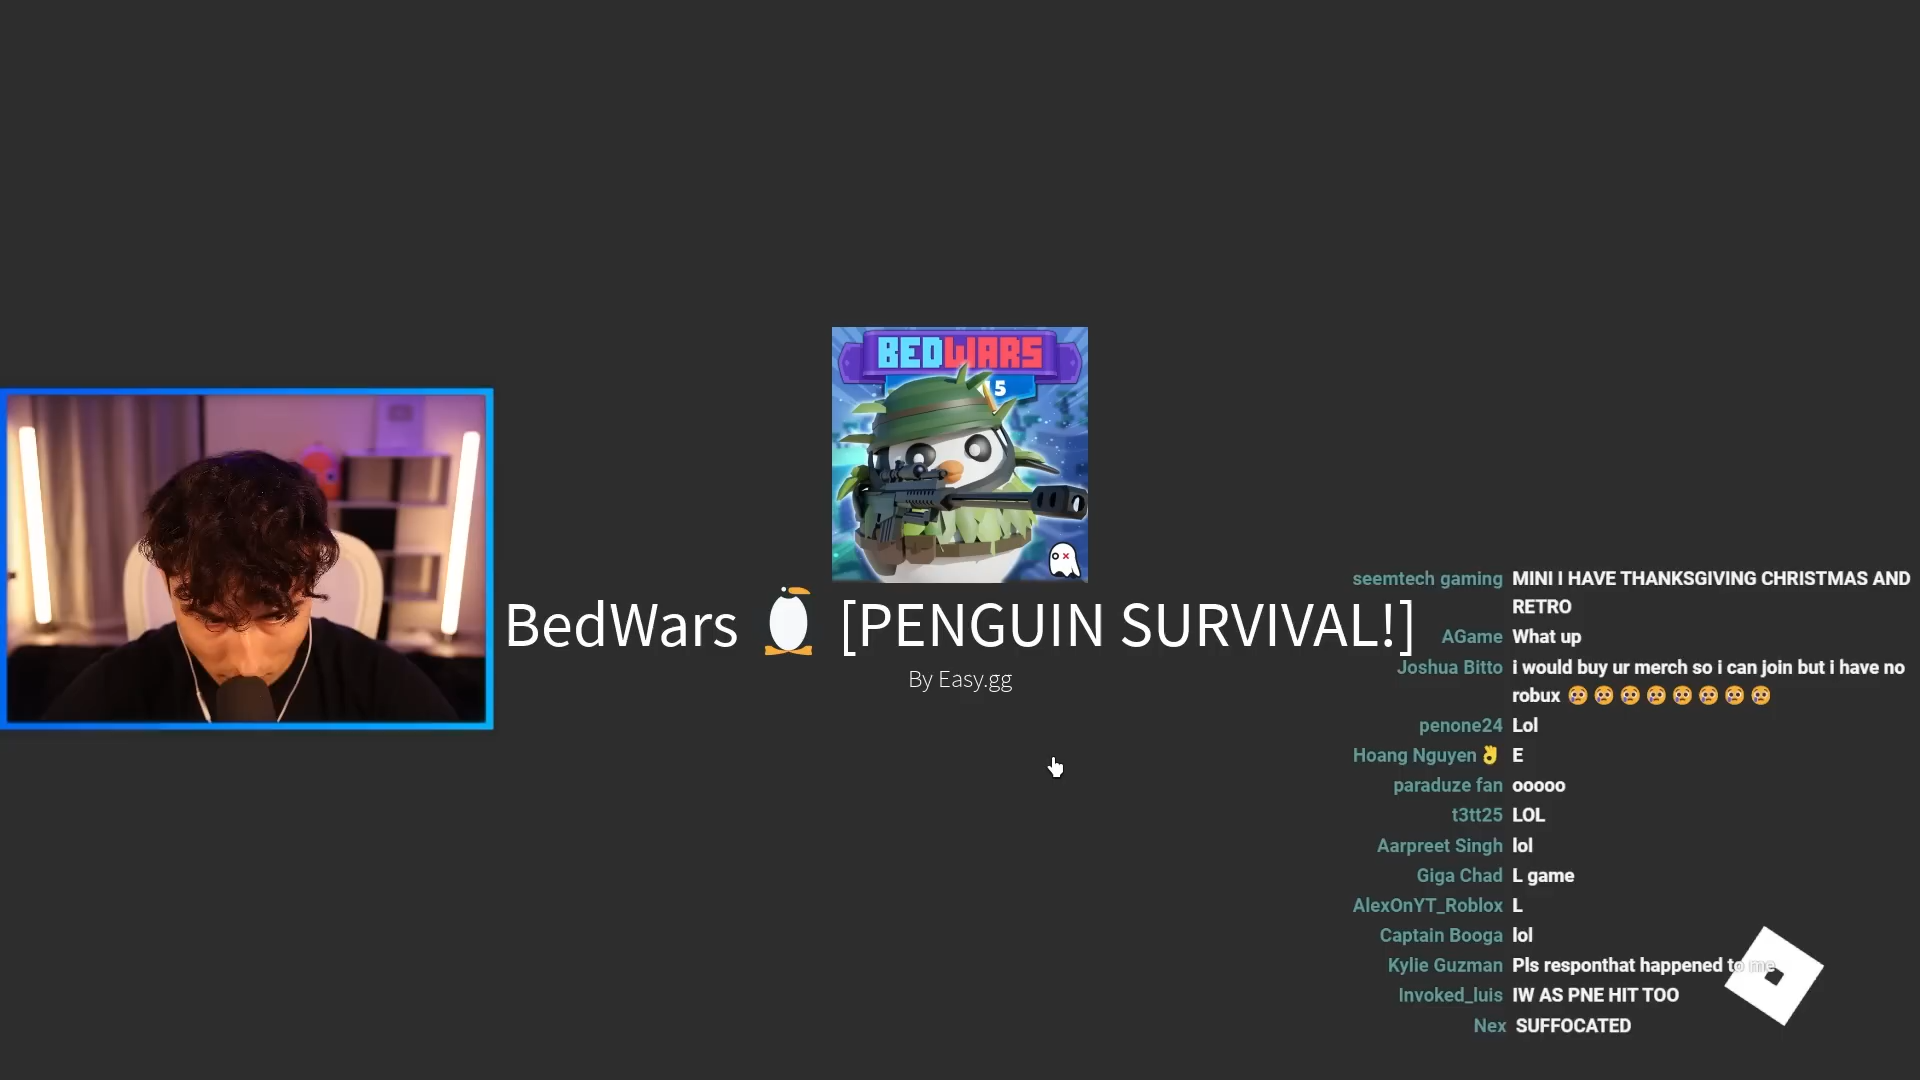 BEDWARS
5
BedWars 🐧 [PENGUIN SURVIVAL!]
By Easy.gg
seemtech gaming MINI I HAVE THANKSGIVING CHRISTMAS AND
RETRO
AGame What up
Joshua Bitto i would buy ur merch so i can join but i have no
robux 😢😢😢😢😢😢😢😢
penone24 Lol
Hoang Nguyen👌 E
paraduze fan ooooo
t3tt25 LOL
Aarpreet Singh lol
Giga Chad L game
AlexOnYT_Roblox L
Captain Booga lol
Kylie Guzman Pls responthat happened to me
Invoked_luis IW AS PNE HIT TOO
Nex SUFFOCATED